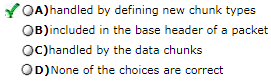 A)handled by defining new chunk types
B)included in the base header of a packet
C)handled by the data chunks
D)None of the choices are correct